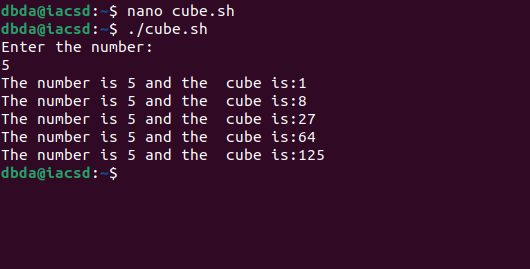 dbda@iacsd:~$ nano cube.sh
dbda@iacsd:~$ ./cube.sh
Enter the number:
5
The number is 5 and the  cube is:1
The number is 5 and the  cube is:8
The number is 5 and the  cube is:27
The number is 5 and the  cube is:64
The number is 5 and the  cube is:125
dbda@iacsd:~$